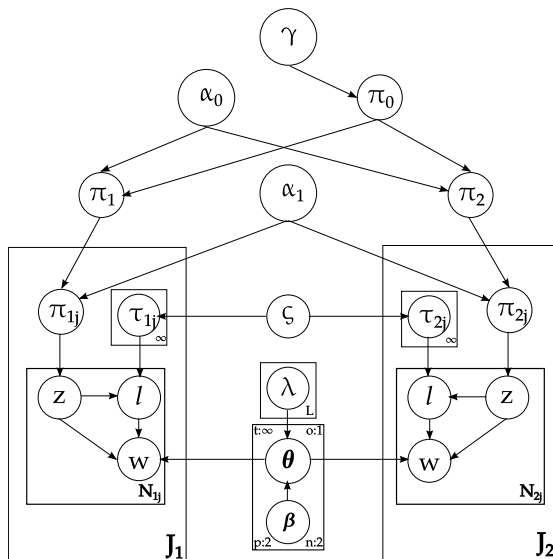 γ
α₀ π₀
π₁ α₁ π₂
π₁ⱼ τ₁ⱼ ∞ ς τ₂ⱼ ∞ π₂ⱼ
z l λ L l z
w t:∞ o:1 θ w
N₁ⱼ β N₂ⱼ
J₁ p:2 n:2 J₂